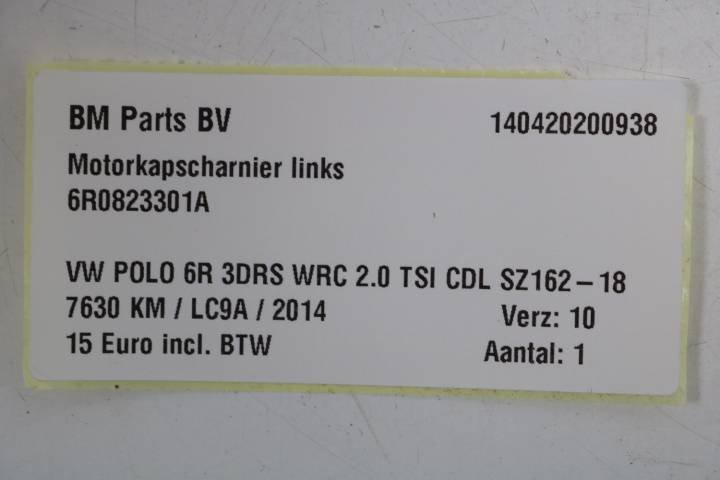 BM Parts BV 140420200938
Motorkapscharnier links
6R0823301A
VW POLO 6R 3DRS WRC 2.0 TSI CDL SZ162-18
7630 KM / LC9A / 2014 Verz: 10
15 Euro incl. BTW Aantal: 1